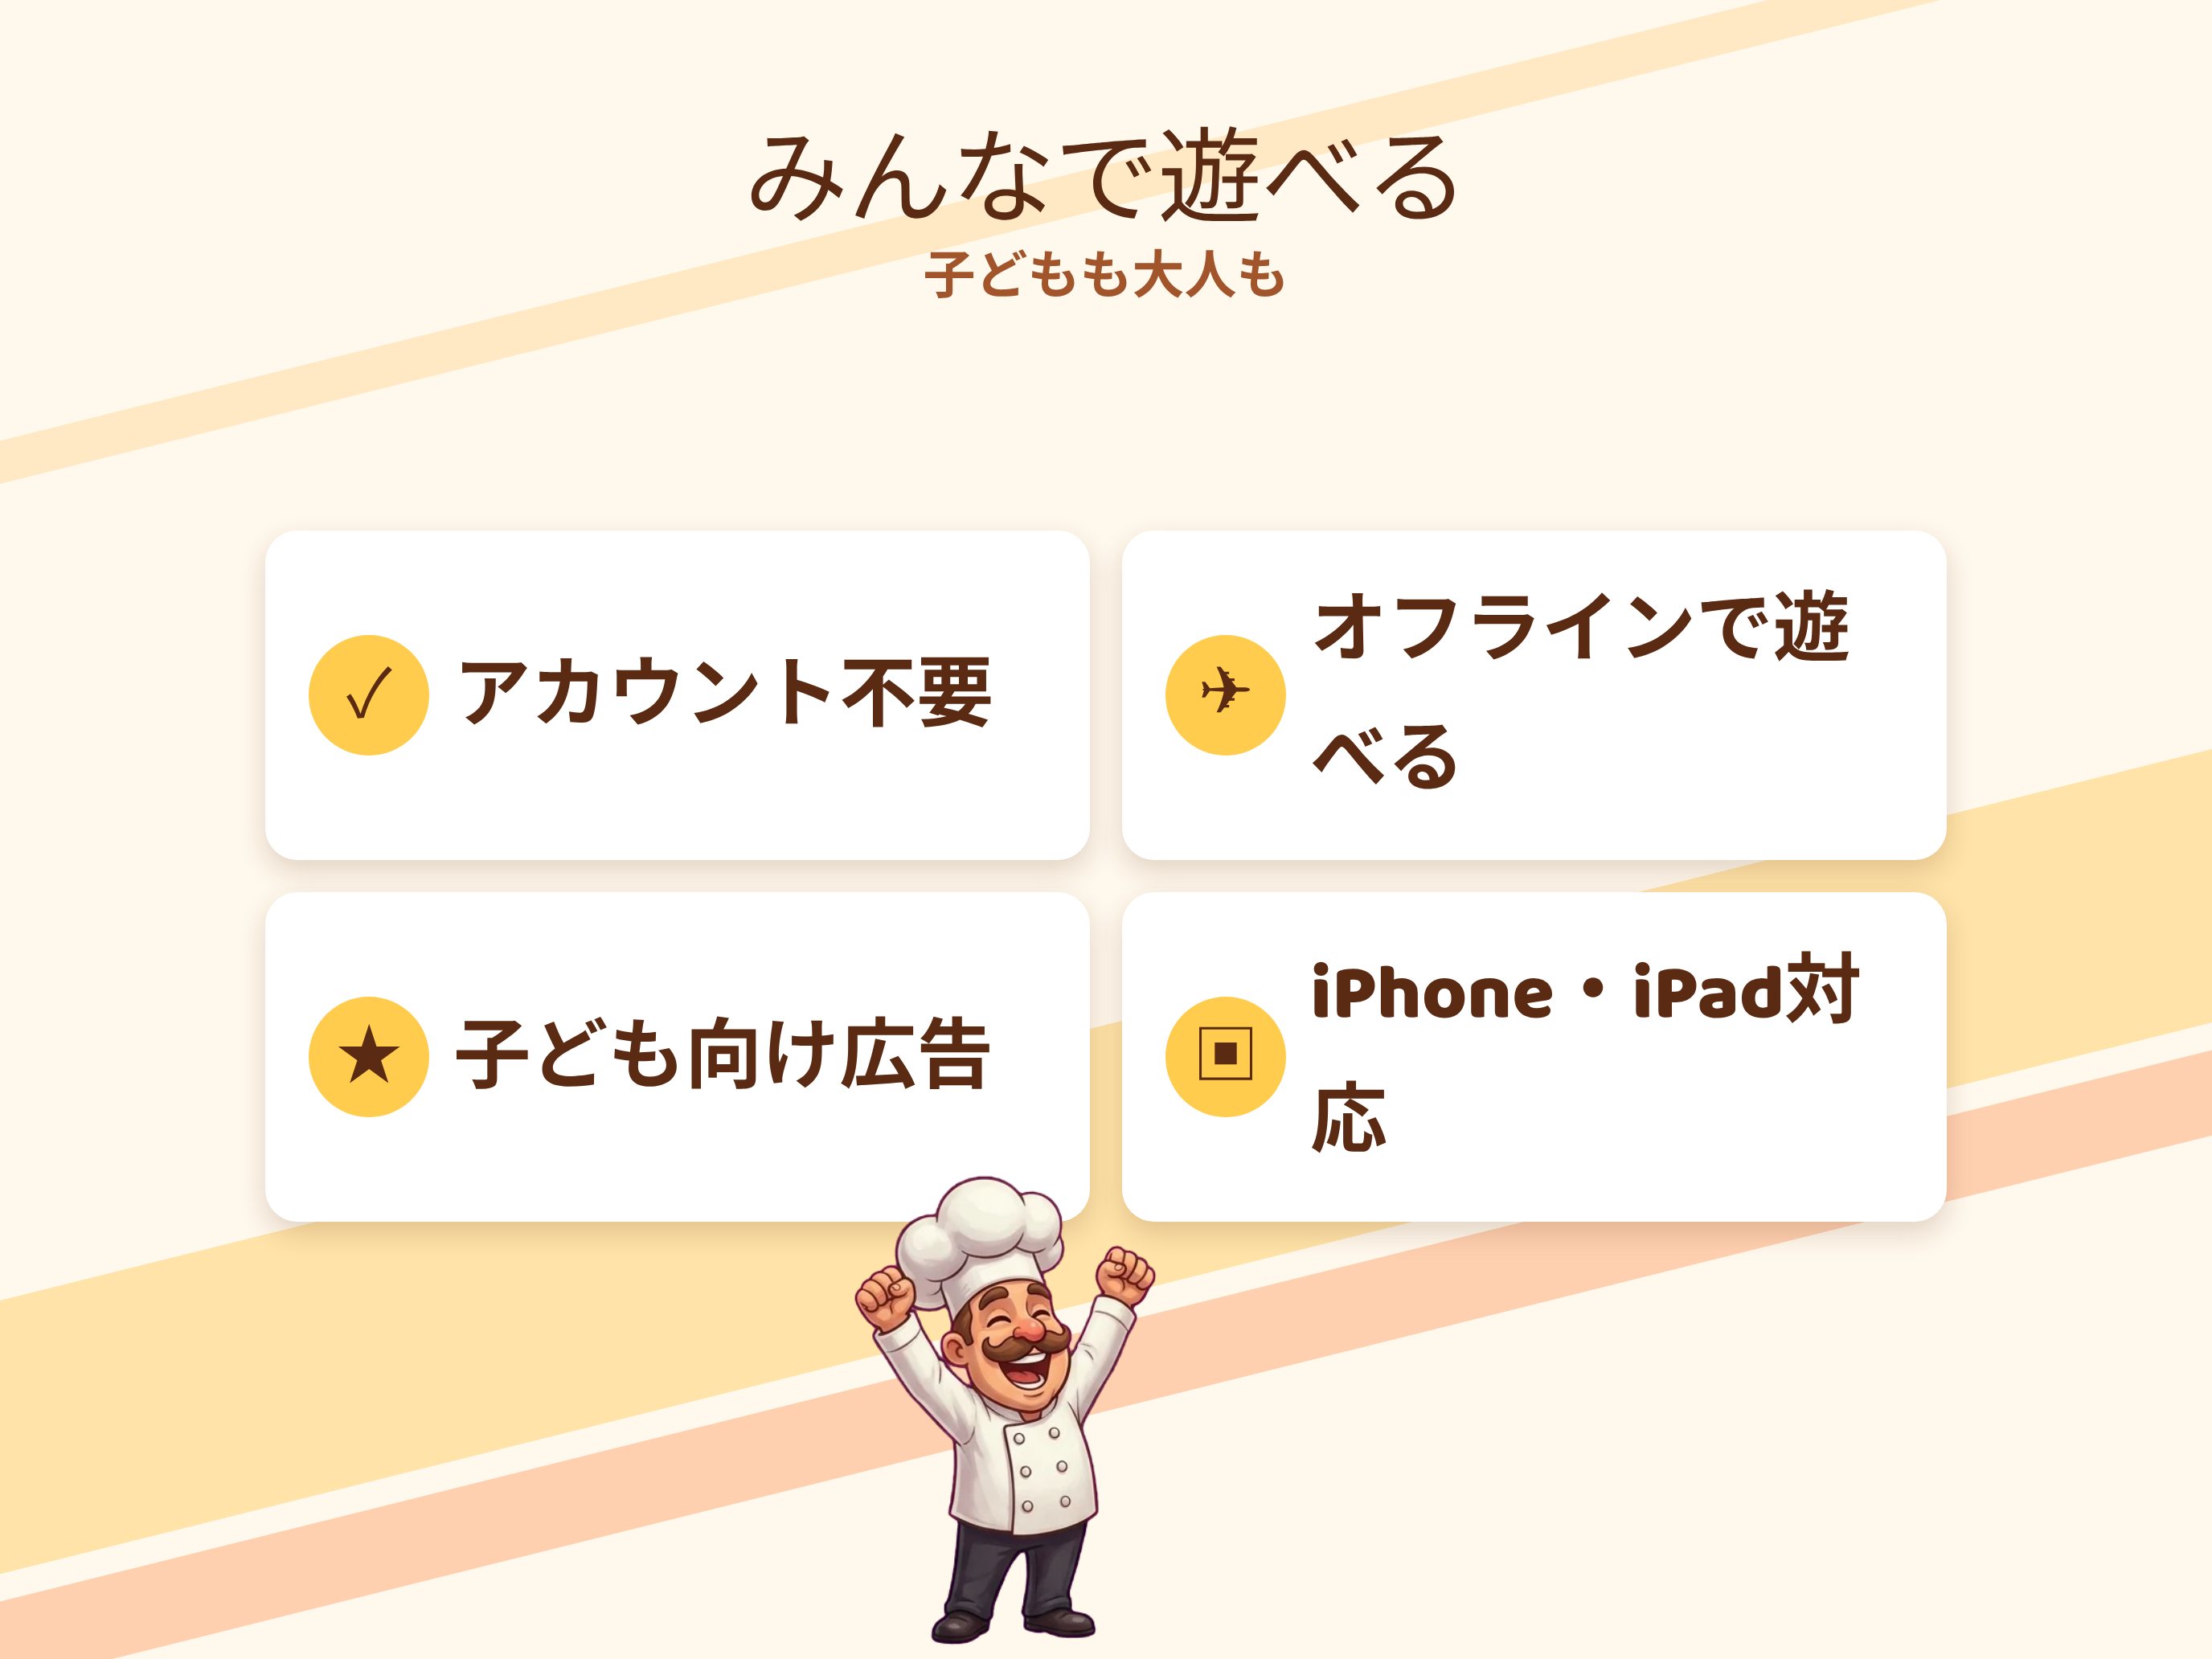 みんなで遊べる
子どもも大人も
アカウント不要
オフラインで遊
べる
子ども向け広告
iPhone・iPad対
応